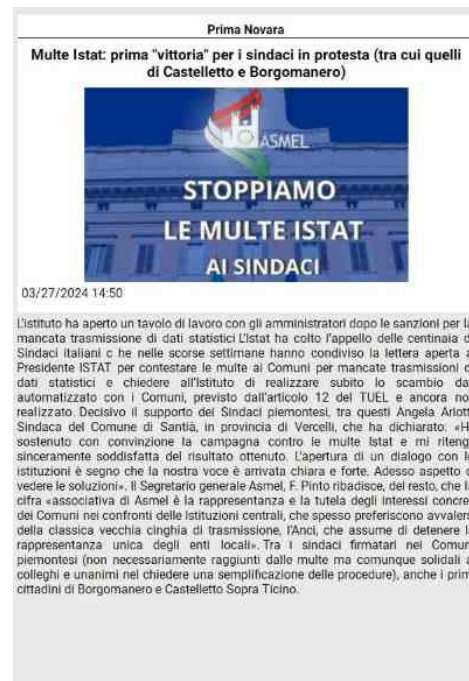 Prima Novara
Multe Istat: prima "vittoria" per i sindaci in protesta (tra cui quelli
di Castelletto e Borgomanero)
ASMEL
STOPPIAMO
LE MULTE ISTAT
AI SINDACI
03/27/2024 14:50
L'istituto ha aperto un tavolo di lavoro con gli amministratori dopo le sanzioni per la
mancata trasmissione di dati statistici L'Istat ha colto l'appello delle centinaia d
Sindaci italiani c he nelle scorse settimane hanno condiviso la lettera aperta a
Presidente ISTAT per contestare le multe ai Comuni per mancate trasmissioni d
dati statistici e chiedere all'Istituto di realizzare subito lo scambio da
automatizzato con i Comuni, previsto dall'articolo 12 del TUEL e ancora no
realizzato. Decisivo il supporto dei Sindaci piemontesi, tra questi Angela Ariott
Sindaca del Comune di Santià, in provincia di Vercelli, che ha dichiarato: «H
sostenuto con convinzione la campagna contro le multe Istat e mi riteng
sinceramente soddisfatta del risultato ottenuto. L'apertura di un dialogo con l
istituzioni è segno che la nostra voce è arrivata chiara e forte. Adesso aspetto d
vedere le soluzioni». Il Segretario generale Asmel, F. Pinto ribadisce, del resto, che l
cifra «associativa di Asmel è la rappresentanza e la tutela degli interessi concre
dei Comuni nei confronti delle Istituzioni centrali, che spesso preferiscono avvalers
della classica vecchia cinghia di trasmissione, l'Anci, che assume di detenere l
rappresentanza unica degli enti locali». Tra i sindaci firmatari nei Comun
piemontesi (non necessariamente raggiunti dalle multe ma comunque solidali a
colleghi e unanimi nel chiedere una semplificazione delle procedure), anche i prim
cittadini di Borgomanero e Castelletto Sopra Ticino.